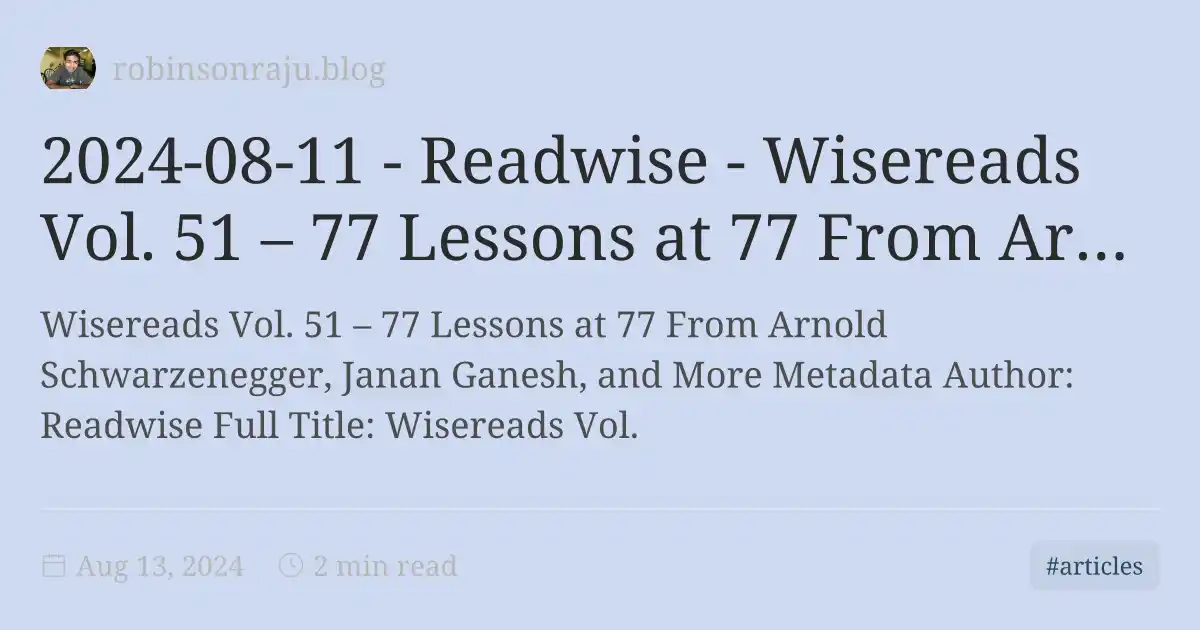 robinsonraju.blog
2024-08-11 - Readwise - Wisereads
Vol. 51 – 77 Lessons at 77 From Ar...
Wisereads Vol. 51 – 77 Lessons at 77 From Arnold
Schwarzenegger, Janan Ganesh, and More Metadata Author:
Readwise Full Title: Wisereads Vol.
Aug 13, 2024 2 min read
#articles